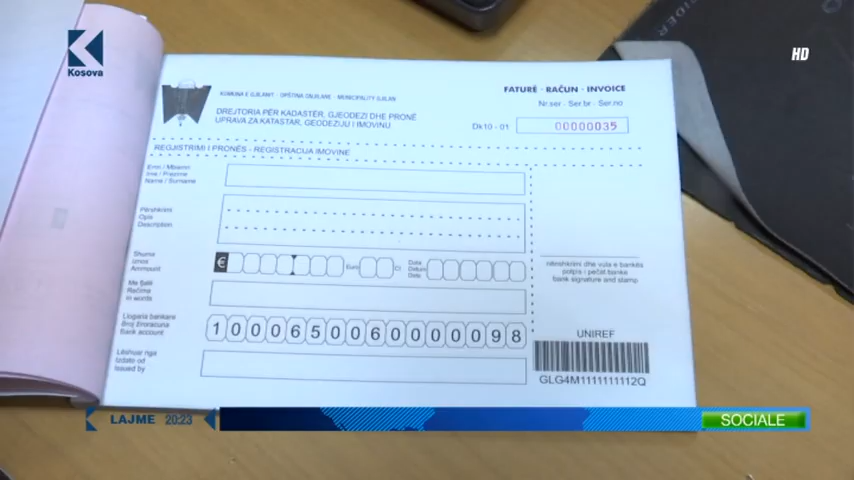 Kosova
HD
KOMUNA E GJILANIT · OPŠTINA GNJILANE · MUNICIPALITY GJILAN
DREJTORIA PËR KADASTËR, GJEODEZI DHE PRONË
UPRAVA ZA KATASTAR, GEODEZIJU I IMOVINU
FATURË · RAČUN · INVOICE
Nr.ser · Ser.br · Ser.no
Dk10 - 01 00000035
REGJISTRIMI I PRONËS - REGISTRACIJA IMOVINE
Emri / Mbiemri
Ime / Prezime
Name / Surname
Përshkrimi
Opis
Description
Shuma
Iznos
Ammount
€
Euro
Ct
Data
Datum
Date
Me fjalë
Rečima
in words
Llogaria bankare
Broj žiroračuna
Bank account
1000650060000098
Lëshuar nga
Izdato od
Issued by
nënshkrimi dhe vula e bankës
potpis i pečat banke
bank signature and stamp
UNIREF
GLG4M1111111112Q
LAJME 20:23
SOCIALE